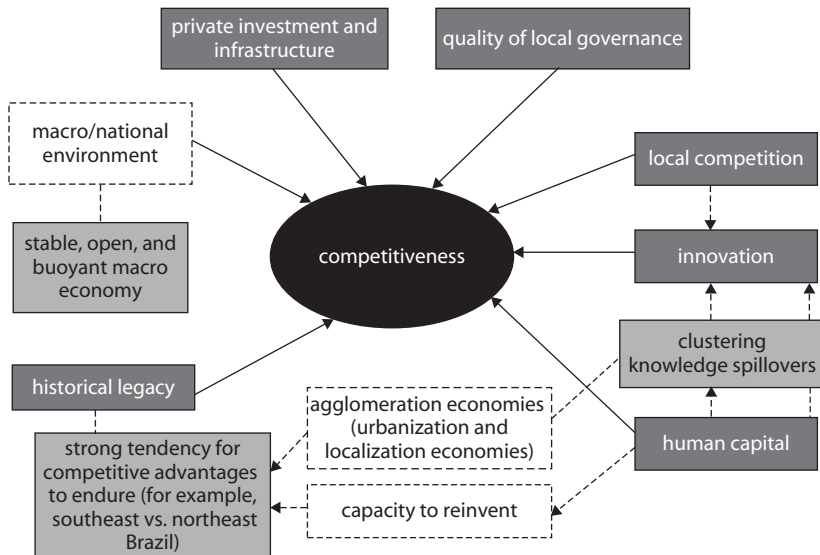 private investment and
infrastructure
quality of local governance
macro/national
environment
local competition
stable, open, and
buoyant macro
economy
competitiveness
innovation
clustering
knowledge spillovers
historical legacy
agglomeration economies
(urbanization and
localization economies)
human capital
strong tendency for
competitive advantages
to endure (for example,
southeast vs. northeast
Brazil)
capacity to reinvent